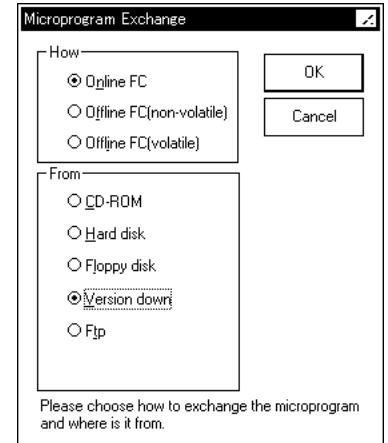 Microprogram Exchange
How
Online FC
Offline FC(non-volatile)
Offline FC(volatile)
OK
Cancel
From
CD-ROM
Hard disk
Floppy disk
Version down
Ftp
Please choose how to exchange the microprogram
and where is it from.